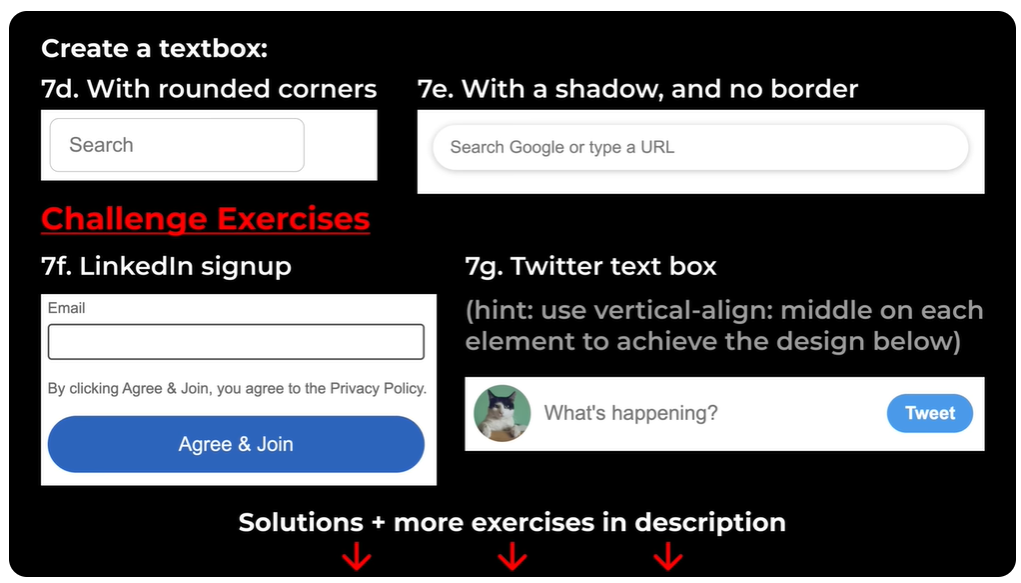 Create a textbox:
7d. With rounded corners
Search
7e. With a shadow, and no border
Search Google or type a URL
Challenge Exercises
7f. LinkedIn signup
Email
By clicking Agree & Join, you agree to the Privacy Policy.
Agree & Join
7g. Twitter text box
(hint: use vertical-align: middle on each
element to achieve the design below)
What's happening?
Tweet
Solutions + more exercises in description